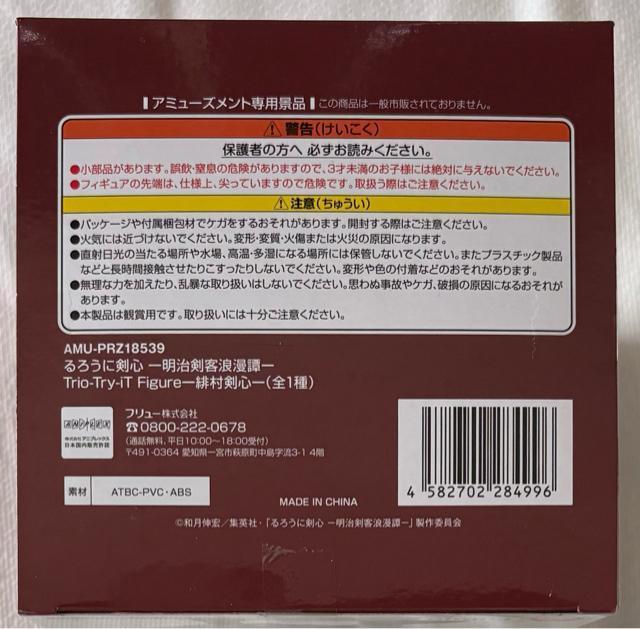 アミューズメント専用景品 この商品は一般市販されておりません。
警告(けいこく)
保護者の方へ 必ずお読みください。
●小部品があります。誤飲・窒息の危険がありますので、3才未満のお子様には絶対に与えないでください。
●フィギュアの先端は、仕様上、尖っていますので危険です。取扱う際はご注意ください。
注意(ちゅうい)
●パッケージや付属梱包材でケガをするおそれがあります。開封する際はご注意ください。
●火気には近づけないでください。変形・変質・火傷または火災の原因になります。
●直射日光の当たる場所や水場、高温・多湿になる場所には保管しないでください。またプラスチック製品
などと長時間接触させたりこすったりしないでください。変形や色の付着などのおそれがあります。
●無理な力を加えたり、乱暴な取り扱いはしないでください。思わぬ事故やケガ、破損の原因になるおそれが
あります。
●本製品は観賞用です。取り扱いには十分ご注意ください。
AMU-PRZ18539
るろうに剣心 ー明治剣客浪漫譚ー
Trio-Try-iT Figureー緋村剣心ー(全1種)
株式会社アニプレックス
日本国内販売許諾
フリュー株式会社
☎0800-222-0678
(通話無料、平日10:00~18:00受付)
〒491-0364 愛知県一宮市萩原町中島字流3-1 4階
素材 ATBC-PVC・ABS
MADE IN CHINA
4 582702 284996
©和月伸宏/集英社・「るろうに剣心 ー明治剣客浪漫譚ー」製作委員会